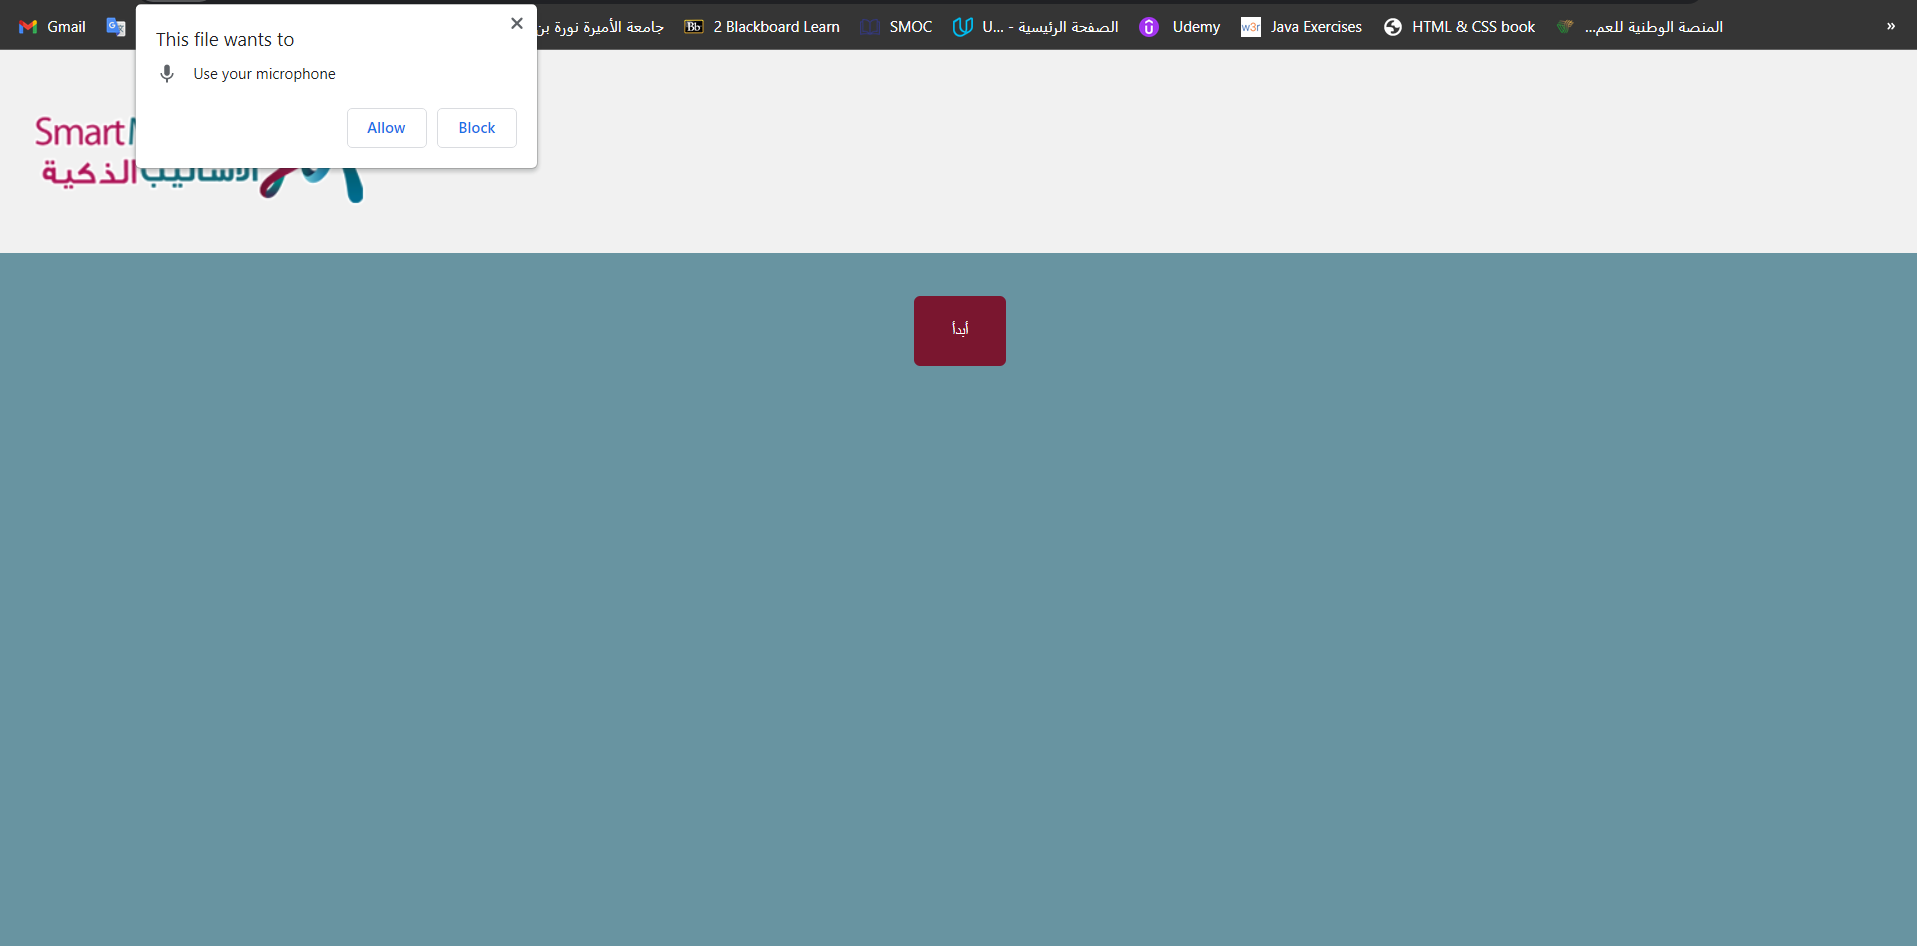 Gmail
جامعة الأميرة نورة بن
2 Blackboard Learn
SMOC
الصفحة الرئيسية - U...
Udemy
Java Exercises
HTML & CSS book
المنصة الوطنية للعم...
»
This file wants to
Use your microphone
Allow
Block
Smart
الأساليب الذكية
أبدأ